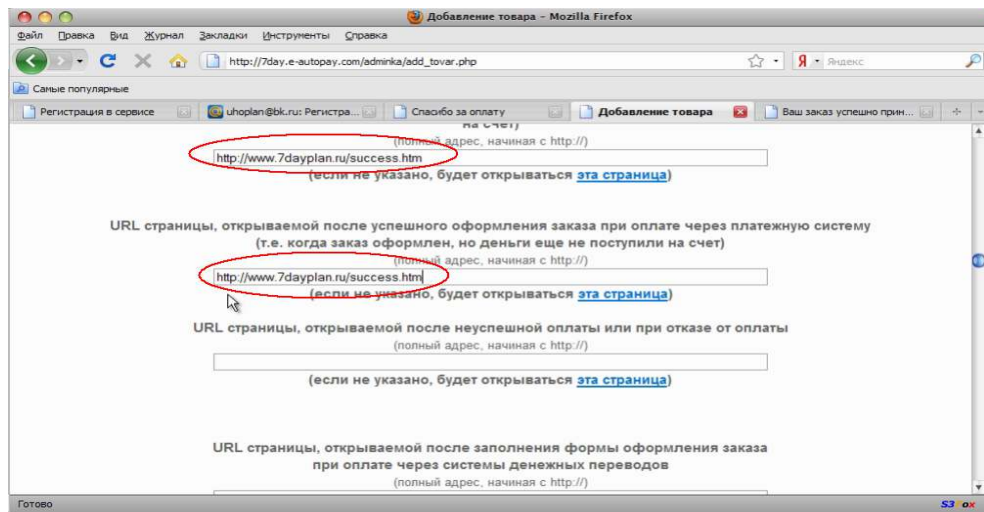 Добавление товара - Mozilla Firefox
Файл Правка Вид Журнал Закладки Инструменты Справка
http://7day.e-autopay.com/adminka/add_tovar.php
Яндекс
Самые популярные
Регистрация в сервисе uhoplan@bk.ru: Регистра... Спасибо за оплату Добавление товара Ваш заказ успешно прин...
на счет)
(полный адрес, начиная с http://)
http://www.7dayplan.ru/success.htm
(если не указано, будет открываться эта страница)
URL страницы, открываемой после успешного оформления заказа при оплате через платежную систему
(т.е. когда заказ оформлен, но деньги еще не поступили на счет)
(полный адрес, начиная с http://)
http://www.7dayplan.ru/success.htm
(если не указано, будет открываться эта страница)
URL страницы, открываемой после неуспешной оплаты или при отказе от оплаты
(полный адрес, начиная с http://)
(если не указано, будет открываться эта страница)
URL страницы, открываемой после заполнения формы оформления заказа
при оплате через системы денежных переводов
(полный адрес, начиная с http://)
Готово